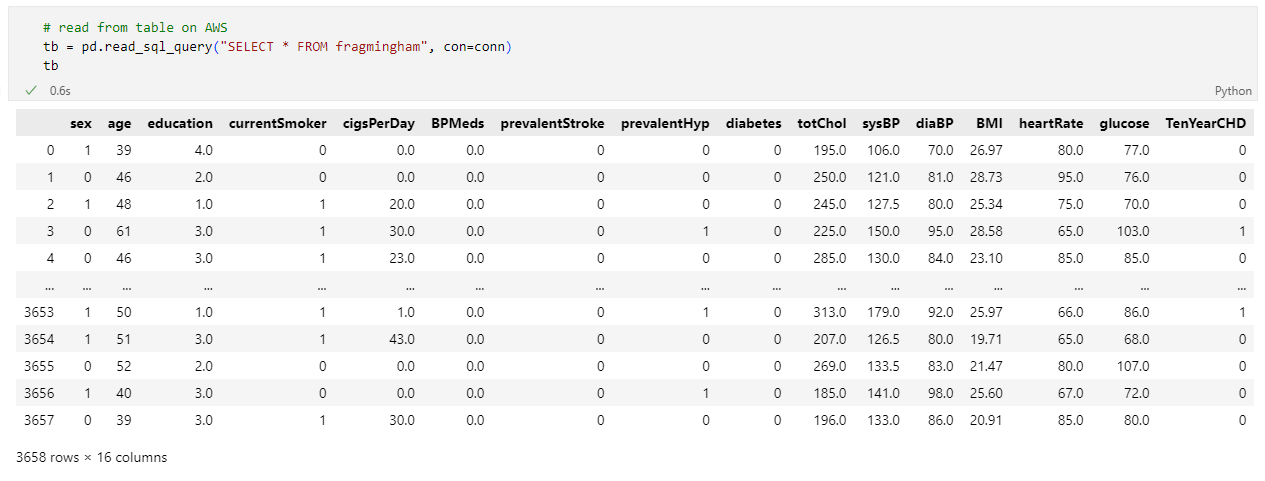 # read from table on AWS
tb = pd.read_sql_query("SELECT * FROM fragmingham", con=conn)
tb
0.6s Python
sex age education currentSmoker cigsPerDay BPMeds prevalentStroke prevalentHyp diabetes totChol sysBP diaBP BMI heartRate glucose TenYearCHD
0 1 39 4.0 0 0.0 0.0 0 0 0 195.0 106.0 70.0 26.97 80.0 77.0 0
1 0 46 2.0 0 0.0 0.0 0 0 0 250.0 121.0 81.0 28.73 95.0 76.0 0
2 1 48 1.0 1 20.0 0.0 0 0 0 245.0 127.5 80.0 25.34 75.0 70.0 0
3 0 61 3.0 1 30.0 0.0 0 1 0 225.0 150.0 95.0 28.58 65.0 103.0 1
4 0 46 3.0 1 23.0 0.0 0 0 0 285.0 130.0 84.0 23.10 85.0 85.0 0
... ... ... ... ... ... ... ... ... ... ... ... ... ... ... ... ...
3653 1 50 1.0 1 1.0 0.0 0 1 0 313.0 179.0 92.0 25.97 66.0 86.0 1
3654 1 51 3.0 1 43.0 0.0 0 0 0 207.0 126.5 80.0 19.71 65.0 68.0 0
3655 0 52 2.0 0 0.0 0.0 0 0 0 269.0 133.5 83.0 21.47 80.0 107.0 0
3656 1 40 3.0 0 0.0 0.0 0 1 0 185.0 141.0 98.0 25.60 67.0 72.0 0
3657 0 39 3.0 1 30.0 0.0 0 0 0 196.0 133.0 86.0 20.91 85.0 80.0 0
3658 rows × 16 columns